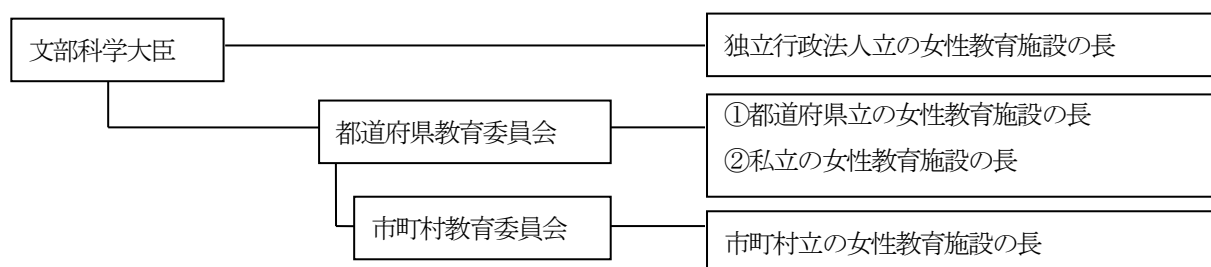 文部科学大臣
独立行政法人立の女性教育施設の長
都道府県教育委員会
①都道府県立の女性教育施設の長
②私立の女性教育施設の長
市町村教育委員会
市町村立の女性教育施設の長